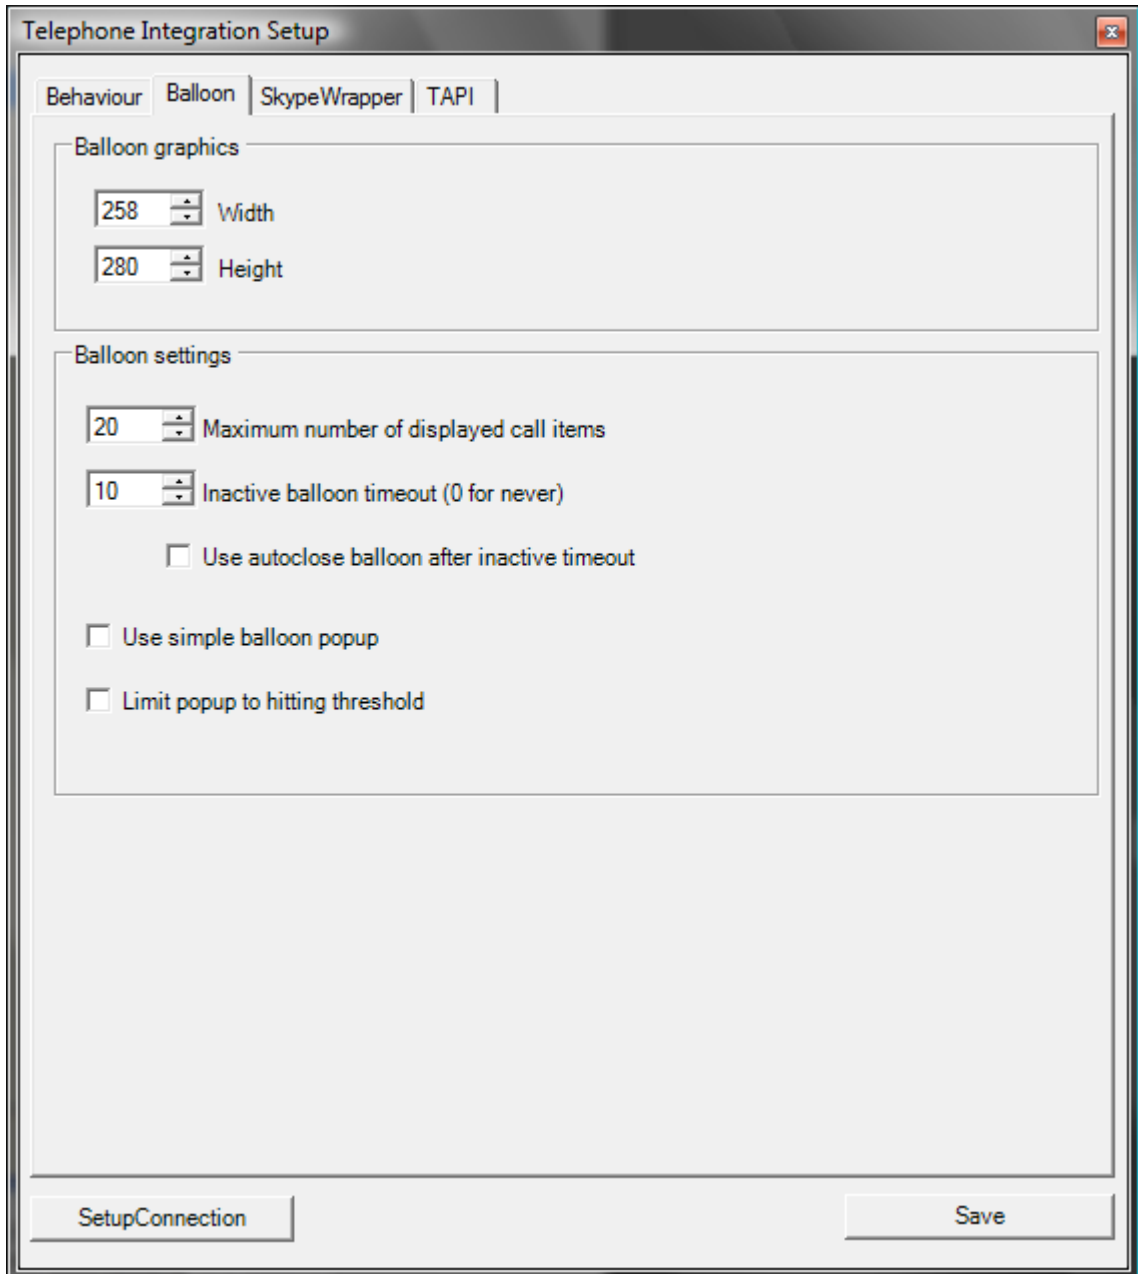 Telephone Integration Setup
Behaviour Balloon SkypeWrapper TAPI
Balloon graphics
258 Width
280 Height
Balloon settings
20 Maximum number of displayed call items
10 Inactive balloon timeout (0 for never)
Use autoclose balloon after inactive timeout
Use simple balloon popup
Limit popup to hitting threshold
SetupConnection Save